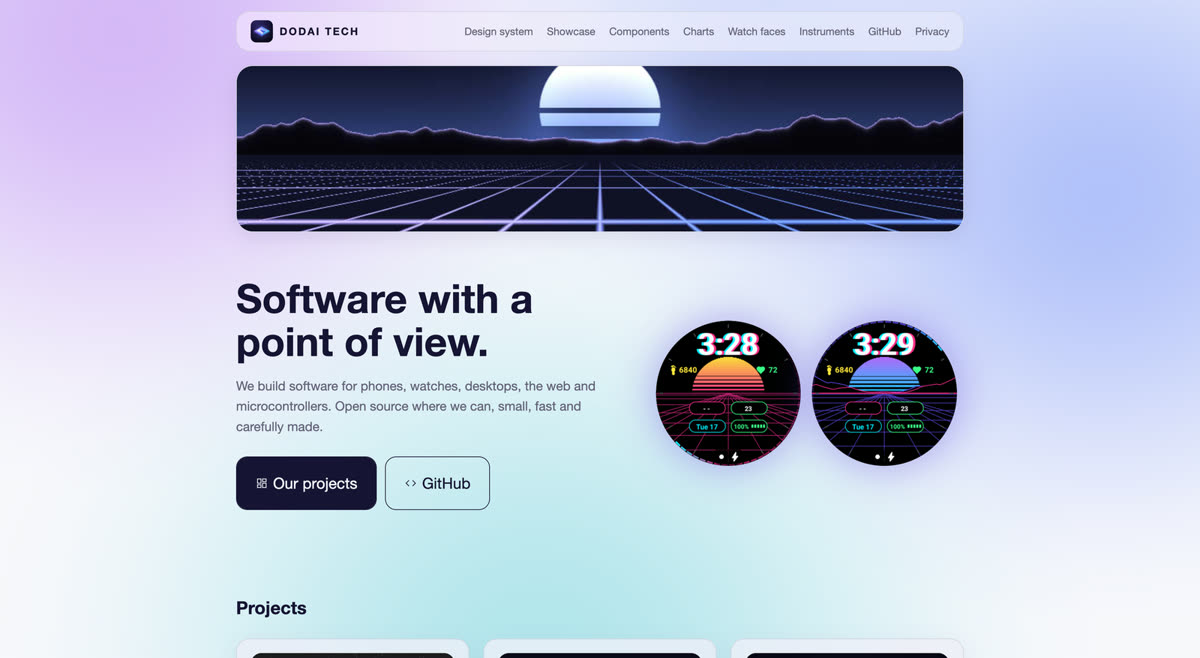 DODAI TECH
Design system Showcase Components Charts Watch faces Instruments GitHub Privacy
Software with a
point of view.
We build software for phones, watches, desktops, the web and
microcontrollers. Open source where we can, small, fast and
carefully made.
Our projects
GitHub
3:28
6840 72
-- 23
Tue 17 100%
3:29
6840 72
-- 23
Tue 17 100%
Projects